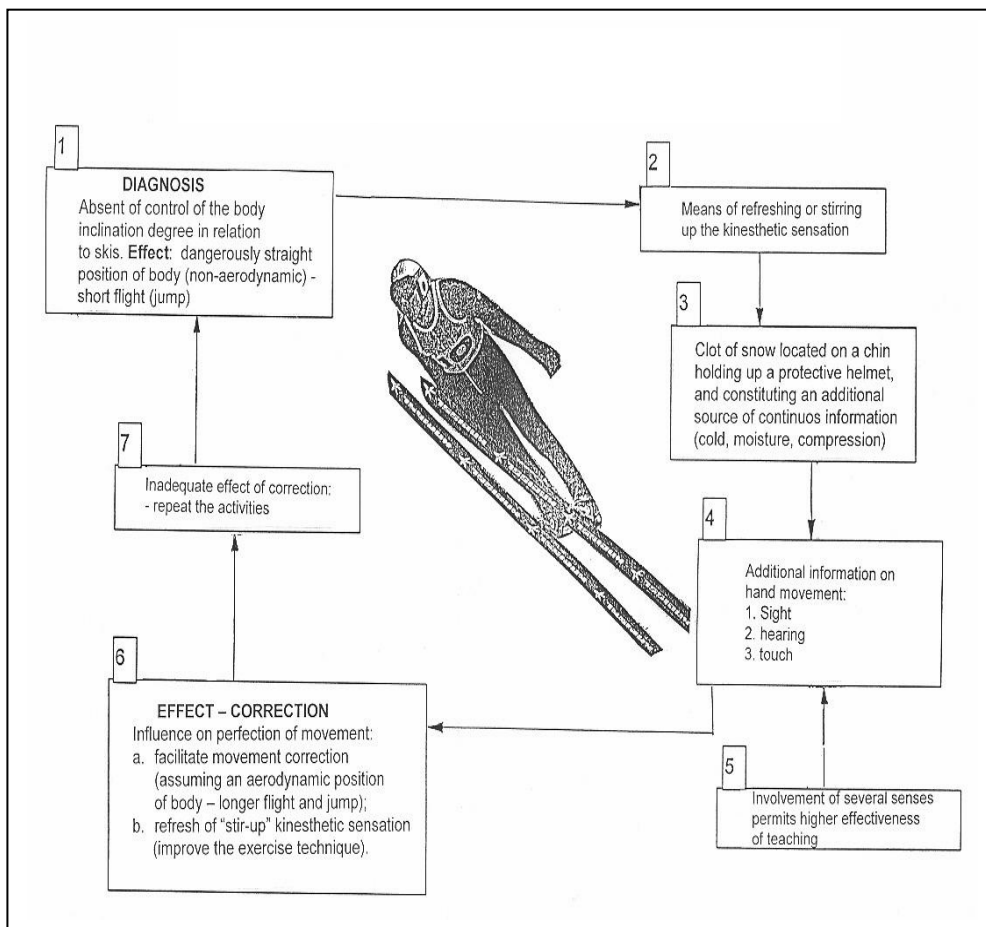 1
DIAGNOSIS
Absent of control of the body
inclination degree in relation
to skis. Effect: dangerously straight
position of body (non-aerodynamic) -
short flight (jump)
2
Means of refreshing or stirring
up the kinesthetic sensation
3
Clot of snow located on a chin
holding up a protective helmet,
and constituting an additional
source of continuos information
(cold, moisture, compression)
4
Additional information on
hand movement:
1. Sight
2. hearing
3. touch
5
Involvement of several senses
permits higher effectiveness
of teaching
6
EFFECT – CORRECTION
Influence on perfection of movement:
a. facilitate movement correction
(assuming an aerodynamic position
of body – longer flight and jump);
b. refresh of “stir-up” kinesthetic sensation
(improve the exercise technique).
7
Inadequate effect of correction:
- repeat the activities